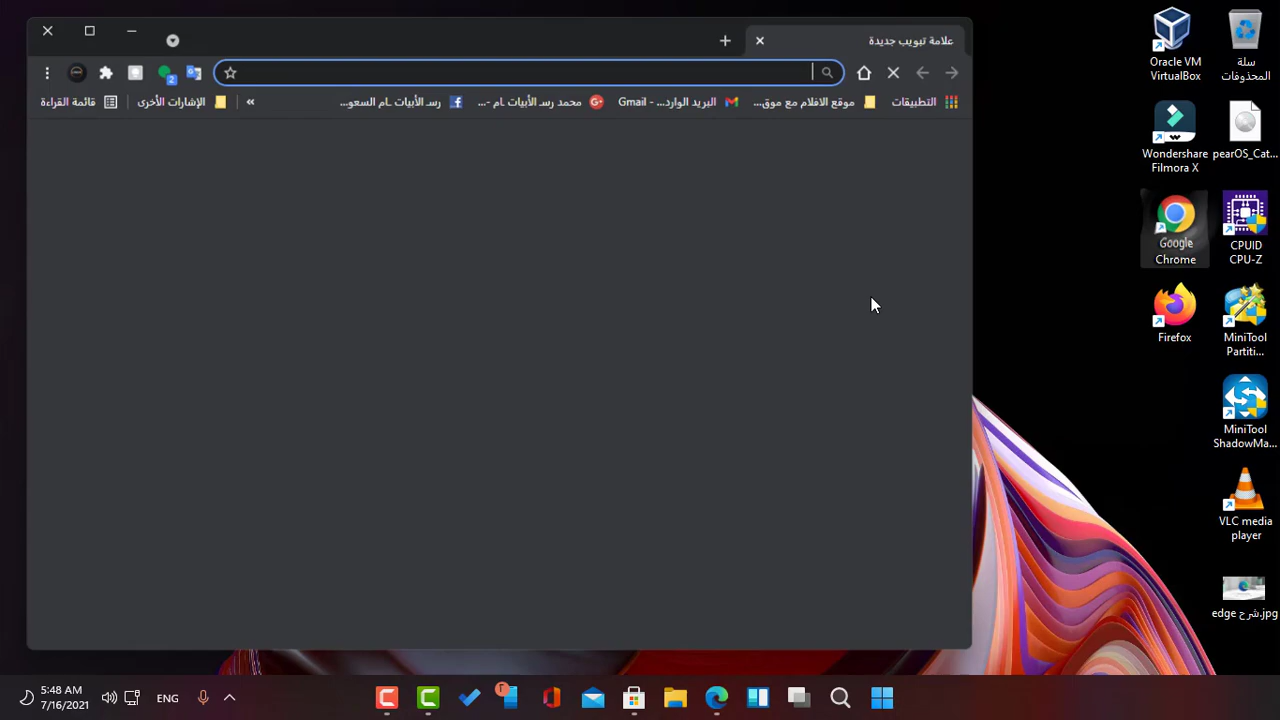 علامة تبويب جديدة
التطبيقات
موقع الافلام مع موق...
البريد الوارد... - Gmail
محمد رسـ الأبيات ـام -...
رسـ الأبيات ـام السعو...
»
الإشارات الأخرى
قائمة القراءة
2
سلة المحذوفات
Oracle VM
VirtualBox
pearOS_Cat...
Wondershare
Filmora X
CPUID
CPU-Z
Google
Chrome
MiniTool
Partiti...
Firefox
MiniTool
ShadowMa...
VLC media
player
شرح edge.jpg
5:48 AM
7/16/2021
ENG